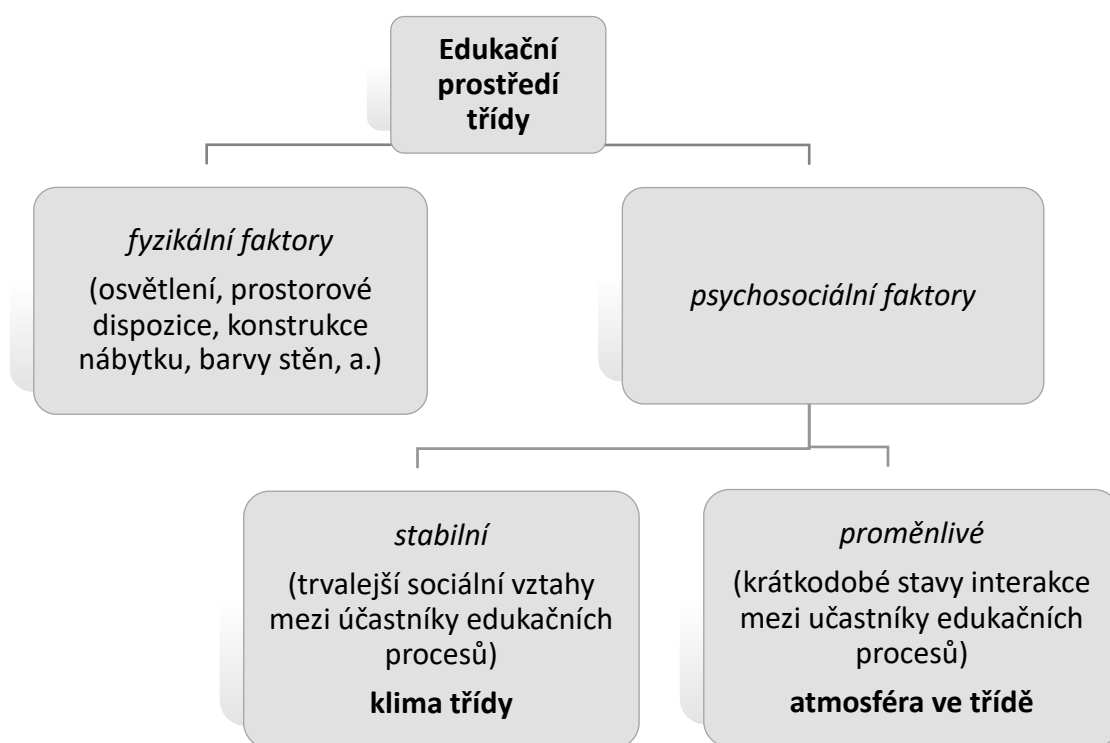 Edukační
prostředí
třídy
fyzikální faktory
(osvětlení, prostorové
dispozice, konstrukce
nábytku, barvy stěn, a.)
psychosociální faktory
stabilní
(trvalejší sociální vztahy
mezi účastníky edukačních
procesů)
klima třídy
proměnlivé
(krátkodobé stavy interakce
mezi učastníky edukačních
procesů)
atmosféra ve třídě